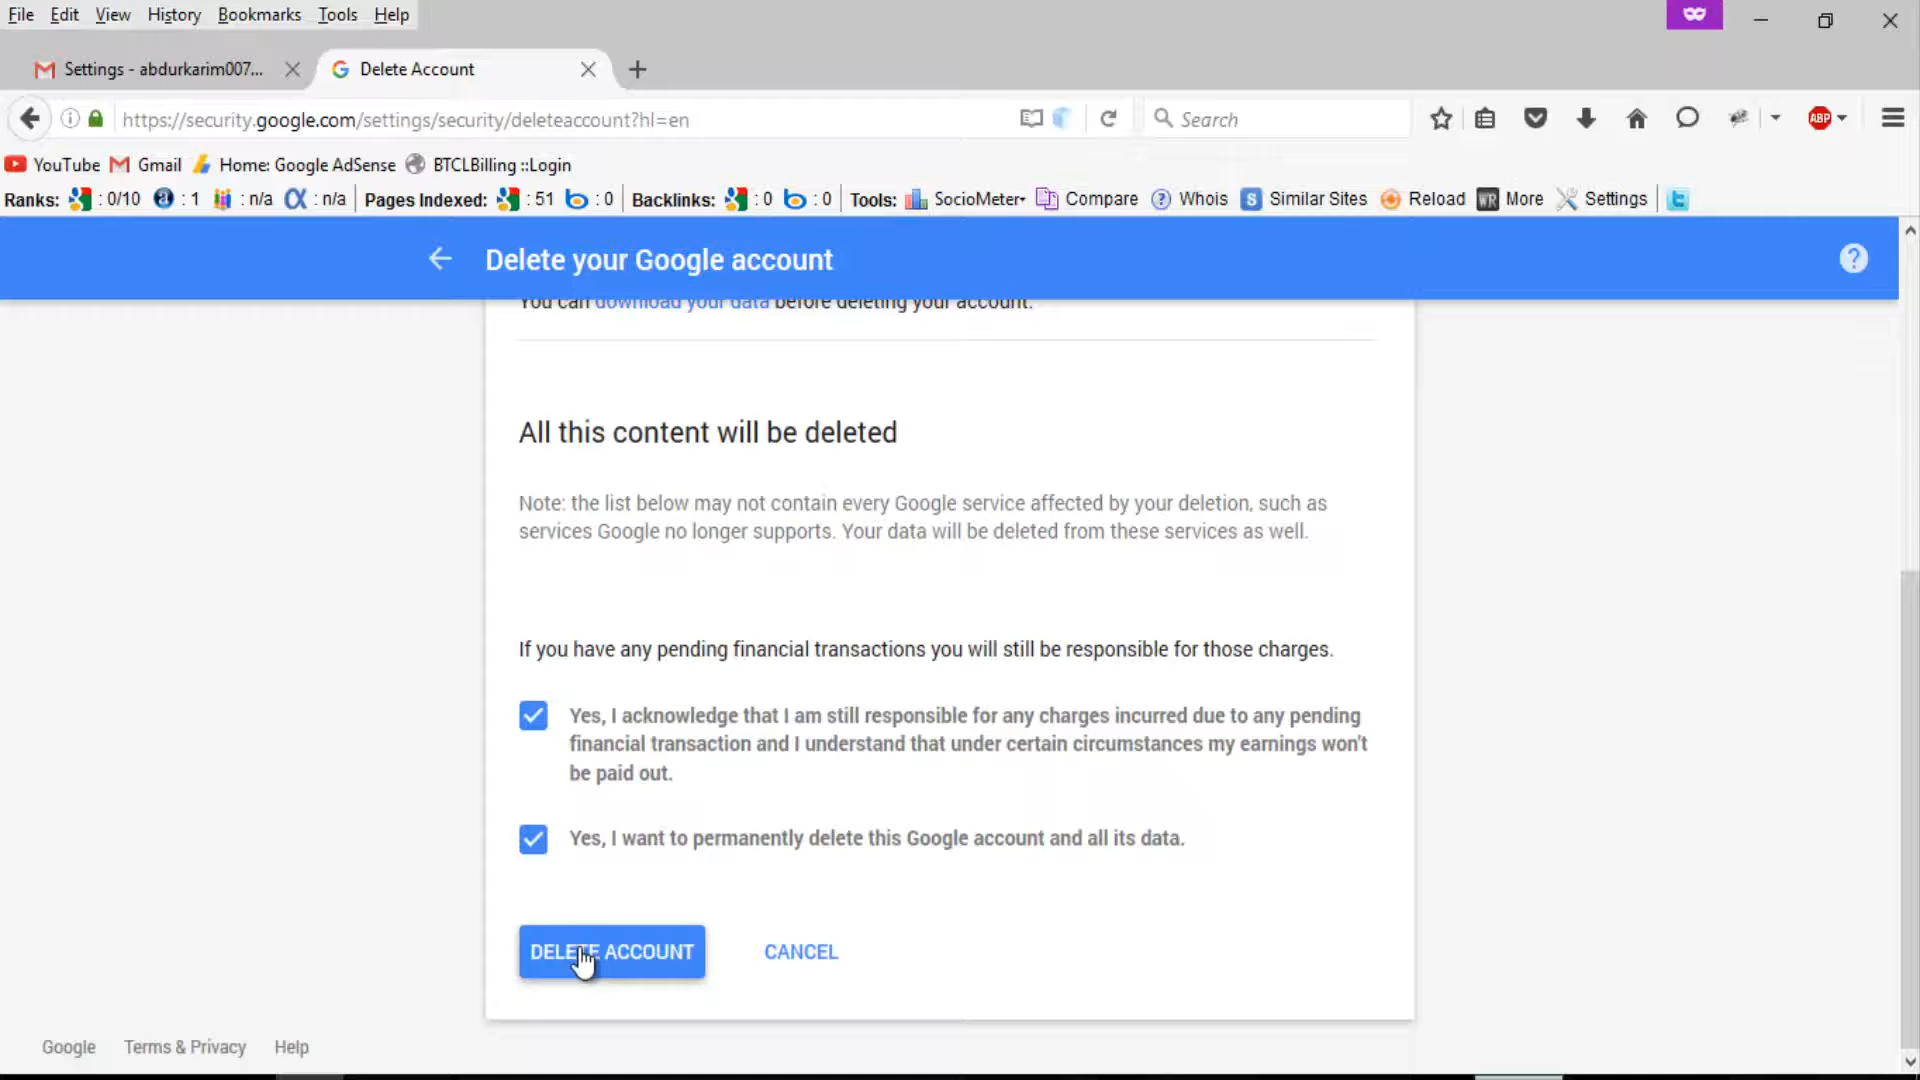 File Edit View History Bookmarks Tools Help
Settings - abdurkarim007... Delete Account
https://security.google.com/settings/security/deleteaccount?hl=en Search ABP
YouTube Gmail Home: Google AdSense BTCLBilling ::Login
Ranks: : 0/10 : 1 : n/a : n/a Pages Indexed: : 51 : 0 Backlinks: : 0 : 0 Tools: SocioMeter Compare ? Whois S Similar Sites Reload WR More Settings
Delete your Google account ?
You can download your data before deleting your account.
All this content will be deleted
Note: the list below may not contain every Google service affected by your deletion, such as
services Google no longer supports. Your data will be deleted from these services as well.
If you have any pending financial transactions you will still be responsible for those charges.
Yes, I acknowledge that I am still responsible for any charges incurred due to any pending
financial transaction and I understand that under certain circumstances my earnings won't
be paid out.
Yes, I want to permanently delete this Google account and all its data.
DELETE ACCOUNT CANCEL
Google Terms & Privacy Help